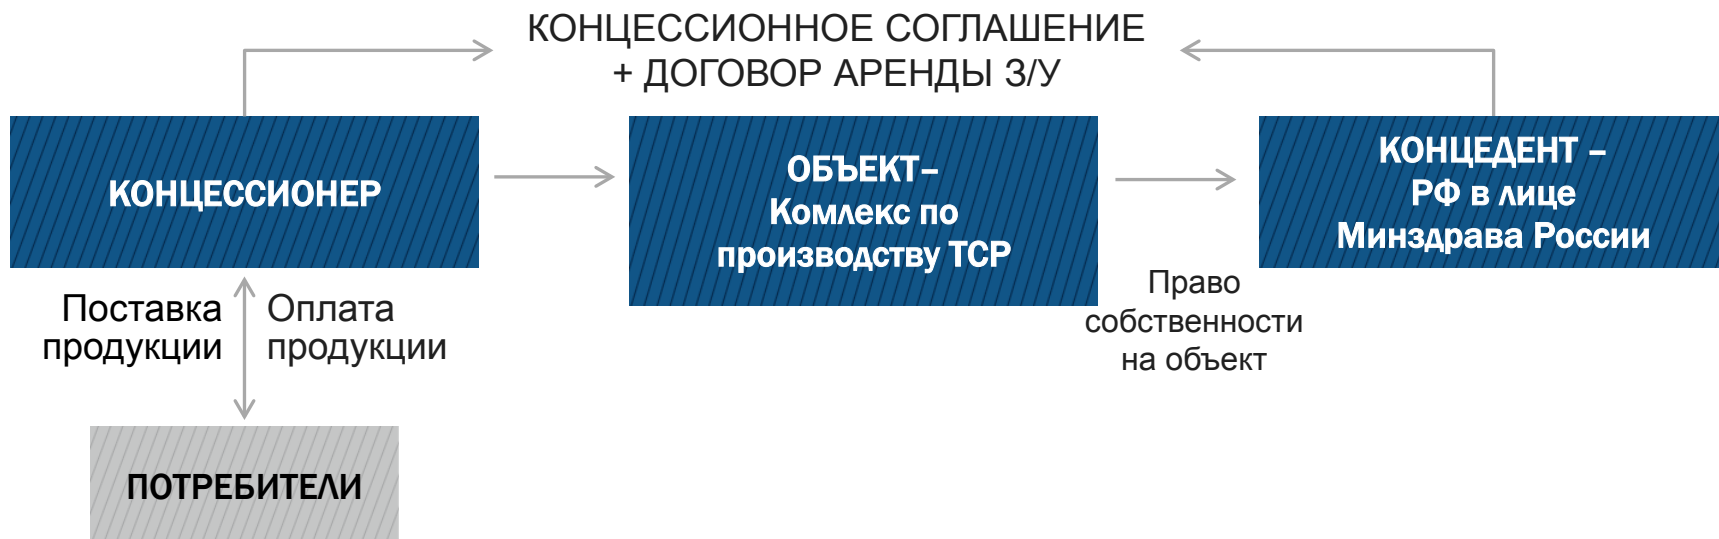 КОНЦЕССИОННОЕ СОГЛАШЕНИЕ
+ ДОГОВОР АРЕНДЫ З/У
КОНЦЕССИОНЕР
ОБЪЕКТ–
Комлекс по
производству ТСР
КОНЦЕДЕНТ –
РФ в лице
Минздрава России
Поставка
продукции
Оплата
продукции
Право
собственности
на объект
ПОТРЕБИТЕЛИ